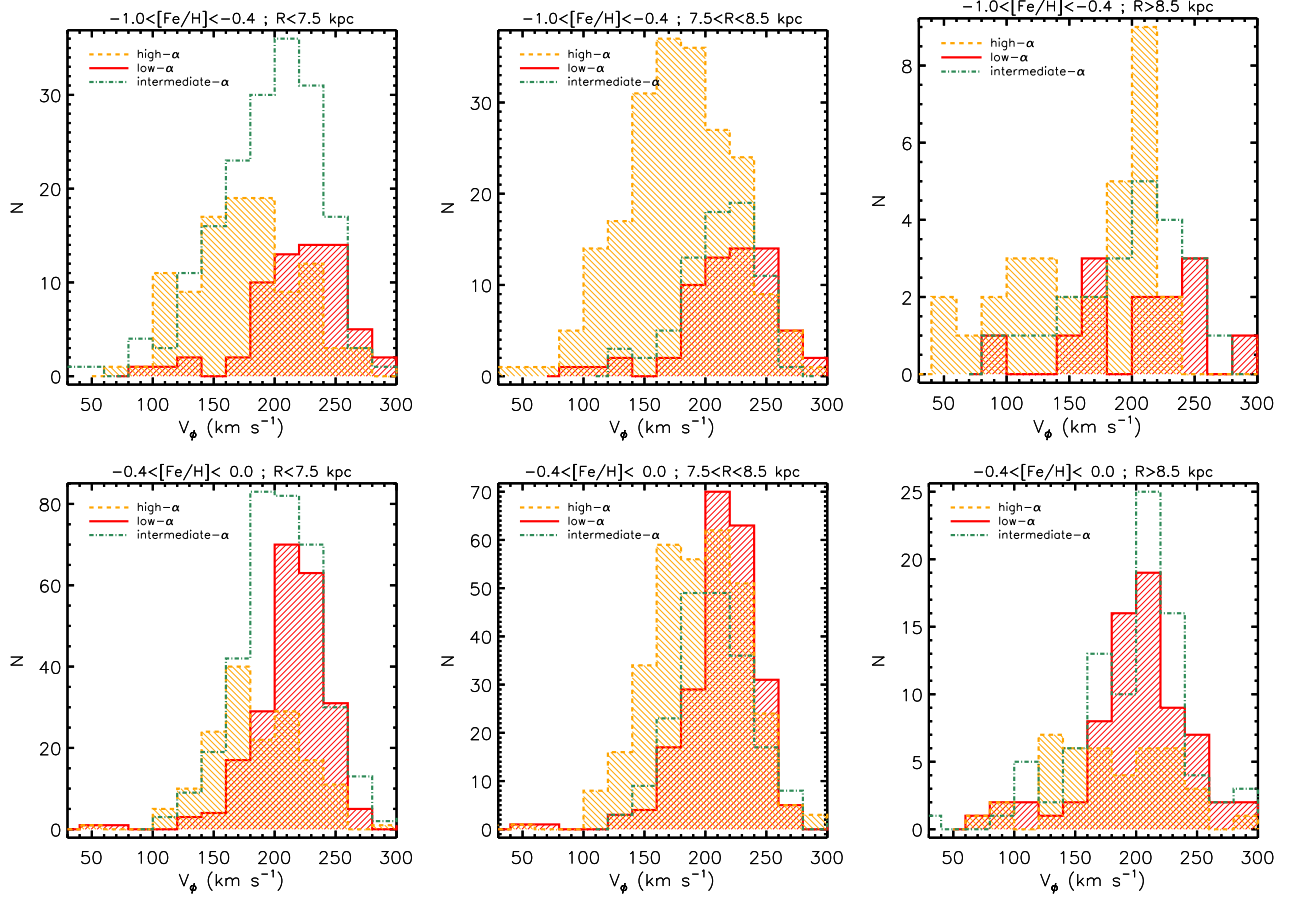 −1.0<[Fe/H]<−0.4 ; R<7.5 kpc
high−α
low−α
intermediate−α
N
0
10
20
30
50 100 150 200 250 300
Vϕ (km s⁻¹)
−1.0<[Fe/H]<−0.4 ; 7.5<R<8.5 kpc
high−α
low−α
intermediate−α
N
0
10
20
30
50 100 150 200 250 300
Vϕ (km s⁻¹)
−1.0<[Fe/H]<−0.4 ; R>8.5 kpc
high−α
low−α
intermediate−α
N
0
2
4
6
8
50 100 150 200 250 300
Vϕ (km s⁻¹)
−0.4<[Fe/H]< 0.0 ; R<7.5 kpc
high−α
low−α
intermediate−α
N
0
20
40
60
80
50 100 150 200 250 300
Vϕ (km s⁻¹)
−0.4<[Fe/H]< 0.0 ; 7.5<R<8.5 kpc
high−α
low−α
intermediate−α
N
0
10
20
30
40
50
60
70
50 100 150 200 250 300
Vϕ (km s⁻¹)
−0.4<[Fe/H]< 0.0 ; R>8.5 kpc
high−α
low−α
intermediate−α
N
0
5
10
15
20
25
50 100 150 200 250 300
Vϕ (km s⁻¹)